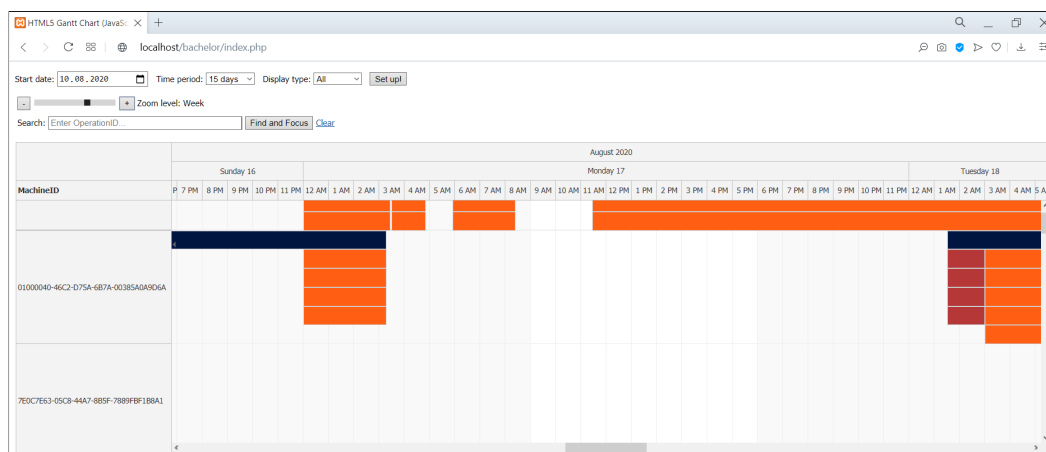 HTML5 Gantt Chart (JavaSc
localhost/bachelor/index.php
Start date: 10.08.2020 Time period: 15 days Display type: All Set up!
- + Zoom level: Week
Search: Enter OperationID... Find and Focus Clear
August 2020
Sunday 16 Monday 17 Tuesday 18
MachineID P 7 PM 8 PM 9 PM 10 PM 11 PM 12 AM 1 AM 2 AM 3 AM 4 AM 5 AM 6 AM 7 AM 8 AM 9 AM 10 AM 11 AM 12 PM 1 PM 2 PM 3 PM 4 PM 5 PM 6 PM 7 PM 8 PM 9 PM 10 PM 11 PM 12 AM 1 AM 2 AM 3 AM 4 AM 5 A
01000040-46C2-D75A-6B7A-00385A0A9D6A
7E0C7E63-05C8-44A7-8B5F-7889FBF1B8A1